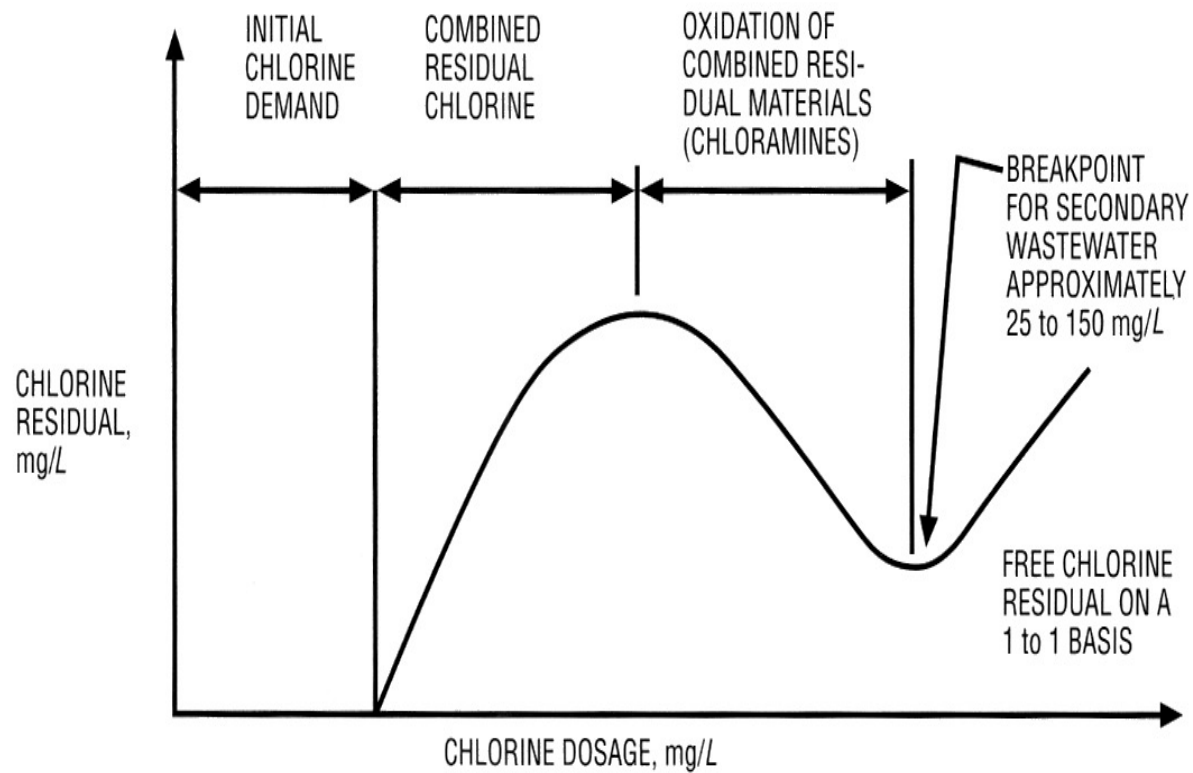 INITIAL
CHLORINE
DEMAND
COMBINED
RESIDUAL
CHLORINE
OXIDATION OF
COMBINED RESI-
DUAL MATERIALS
(CHLORAMINES)
BREAKPOINT
FOR SECONDARY
WASTEWATER
APPROXIMATELY
25 to 150 mg/L
CHLORINE
RESIDUAL,
mg/L
FREE CHLORINE
RESIDUAL ON A
1 to 1 BASIS
CHLORINE DOSAGE, mg/L